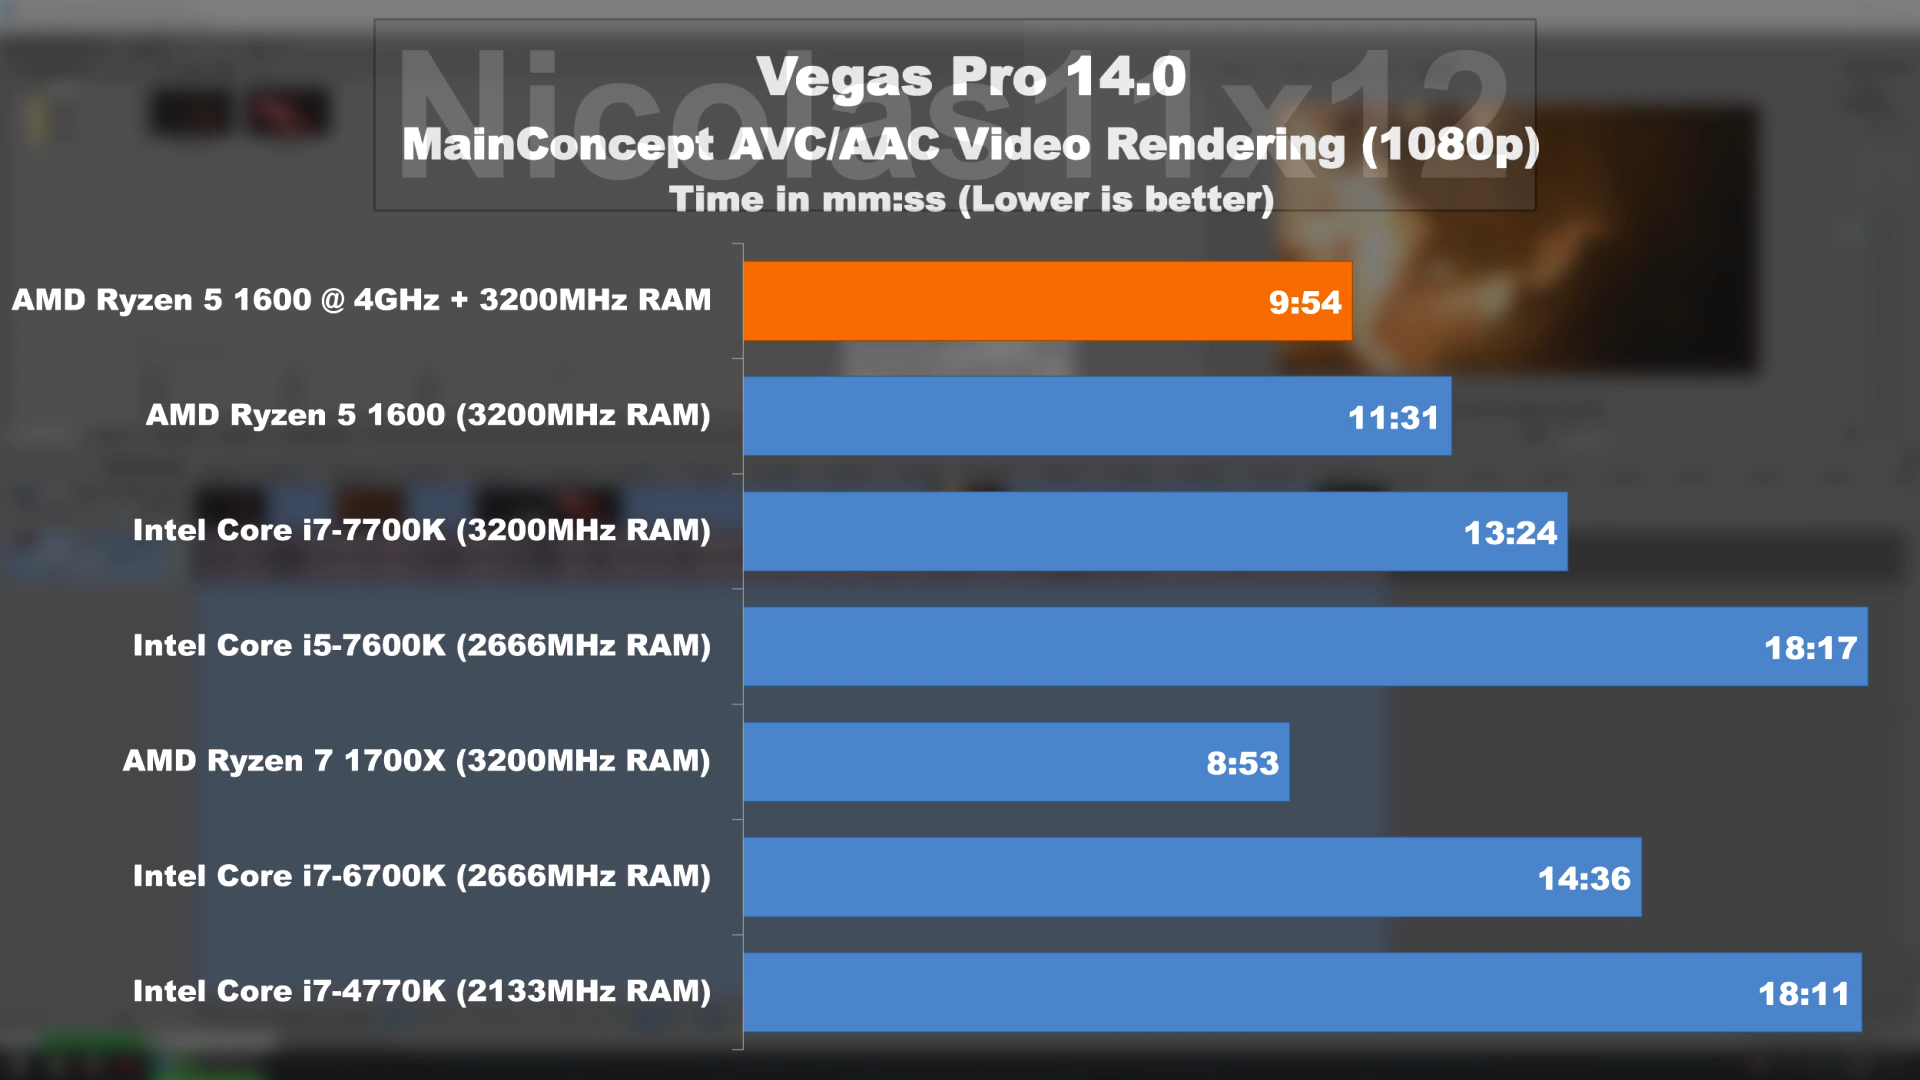 Nicolas11x12
Vegas Pro 14.0
MainConcept AVC/AAC Video Rendering (1080p)
Time in mm:ss (Lower is better)
AMD Ryzen 5 1600 @ 4GHz + 3200MHz RAM 9:54
AMD Ryzen 5 1600 (3200MHz RAM) 11:31
Intel Core i7-7700K (3200MHz RAM) 13:24
Intel Core i5-7600K (2666MHz RAM) 18:17
AMD Ryzen 7 1700X (3200MHz RAM) 8:53
Intel Core i7-6700K (2666MHz RAM) 14:36
Intel Core i7-4770K (2133MHz RAM) 18:11